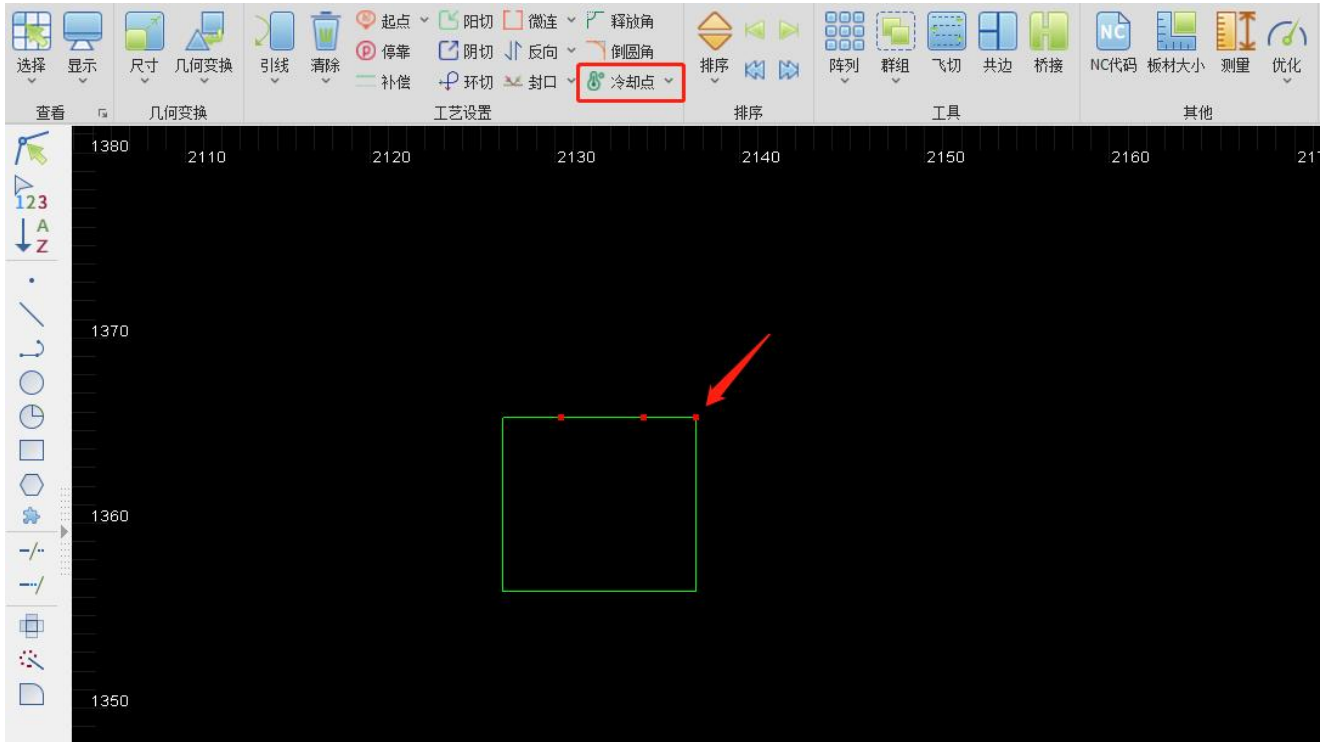 起点 阳切 微连 释放角
停靠 阴切 反向 倒圆角
补偿 环切 封口 冷却点
选择 显示 尺寸 几何变换 引线 清除 排序 阵列 群组 飞切 共边 桥接 NC NC代码 板材大小 测量 优化
查看 几何变换 工艺设置 排序 工具 其他
1380 2110 2120 2130 2140 2150 2160
123
A
Z
1370
1360
1350